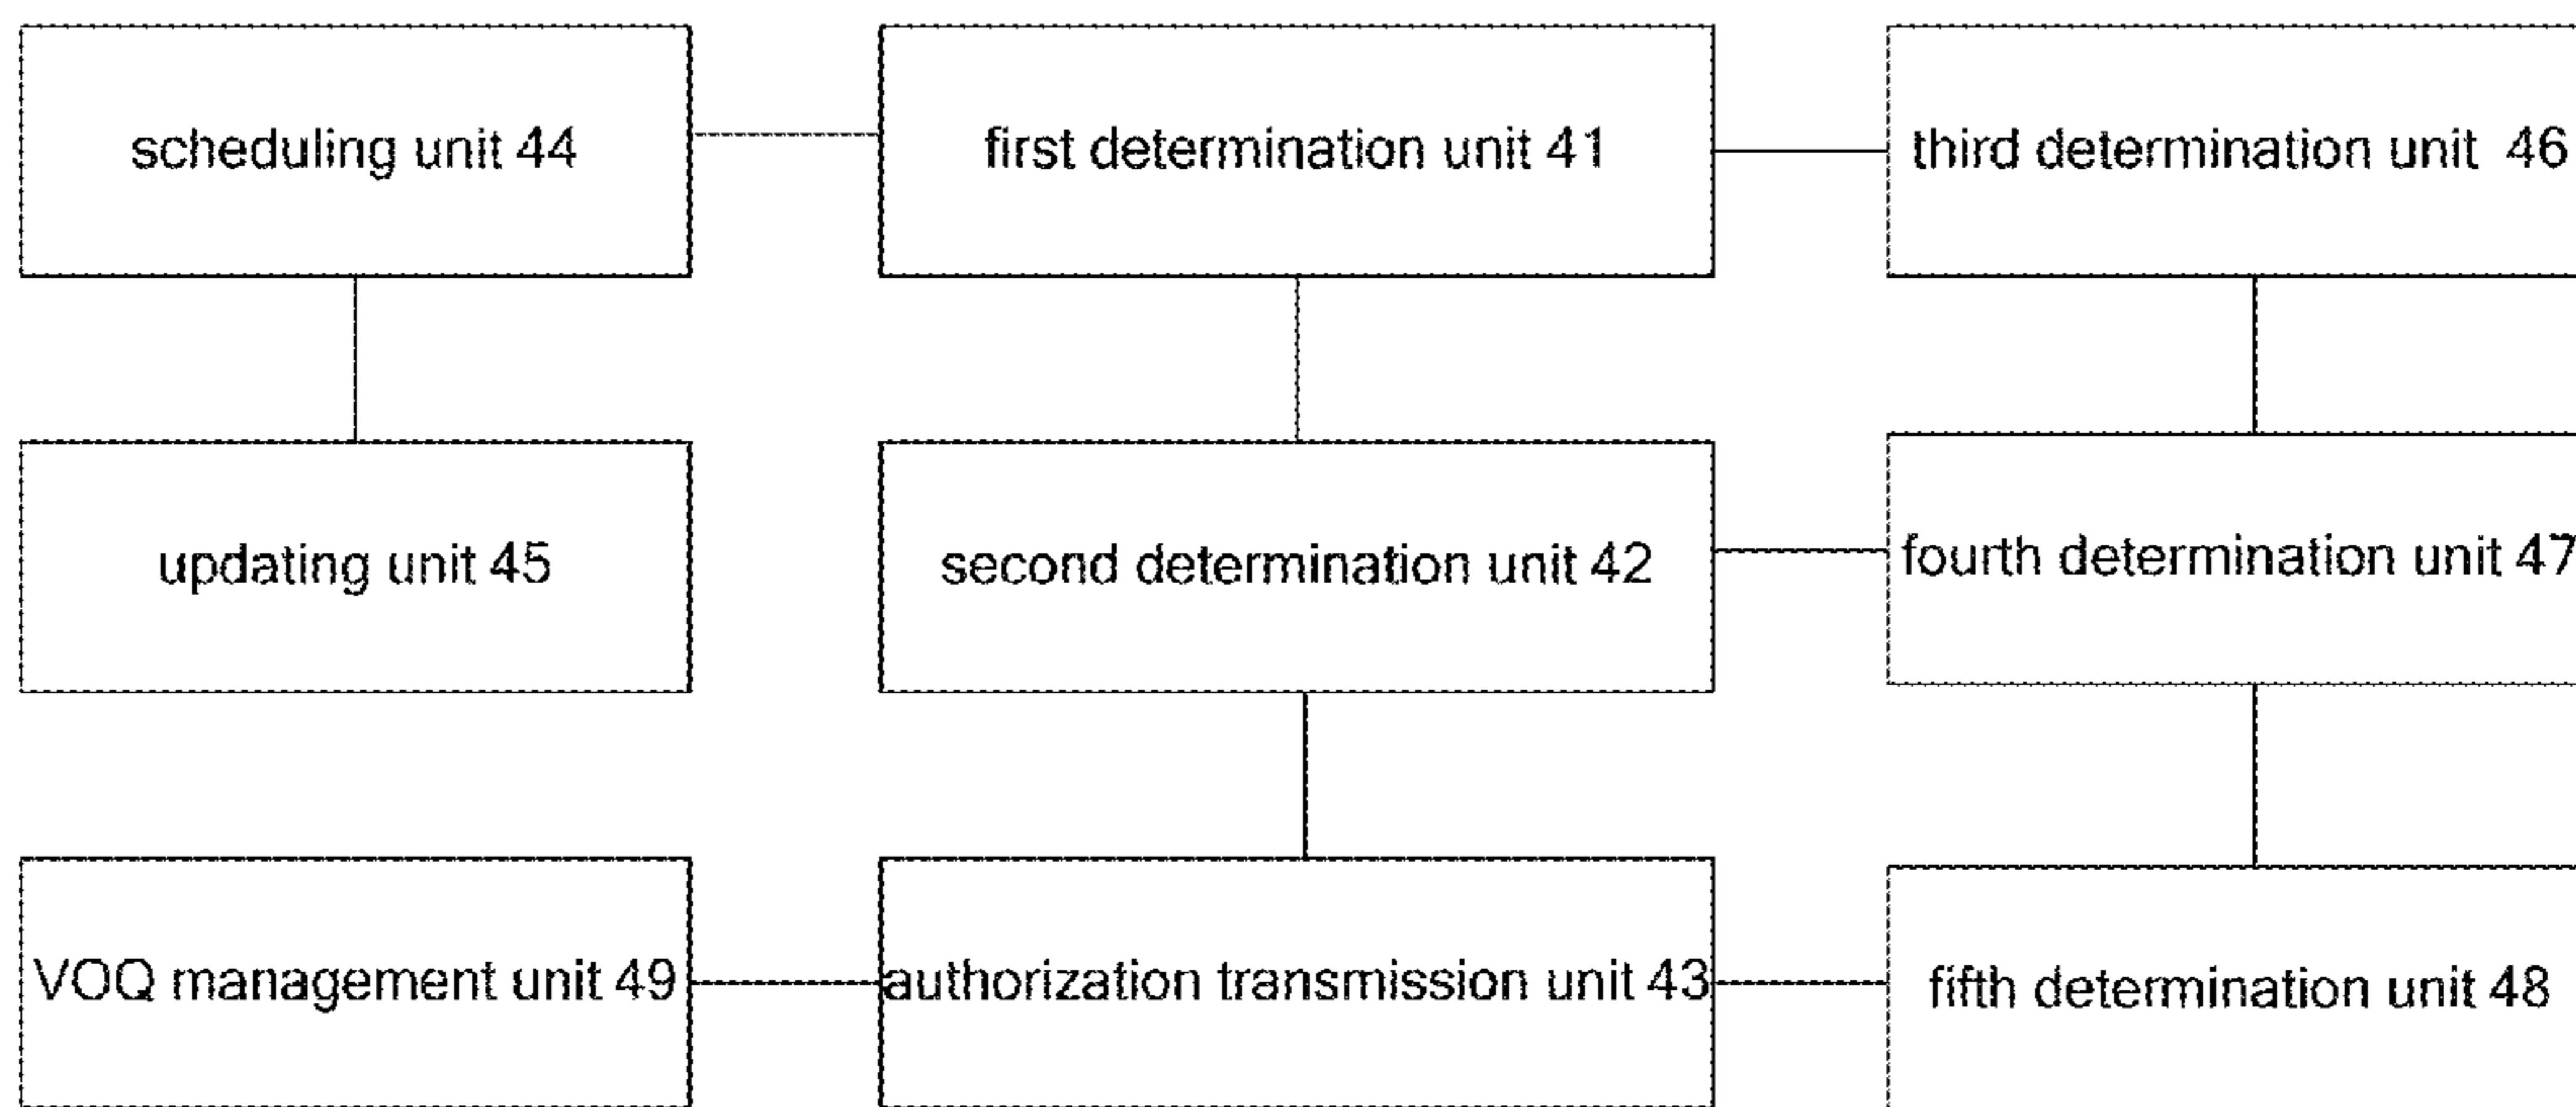 scheduling unit 44
first determination unit 41
third determination unit 46
updating unit 45
second determination unit 42
fourth determination unit 47
VOQ management unit 49
authorization transmission unit 43
fifth determination unit 48